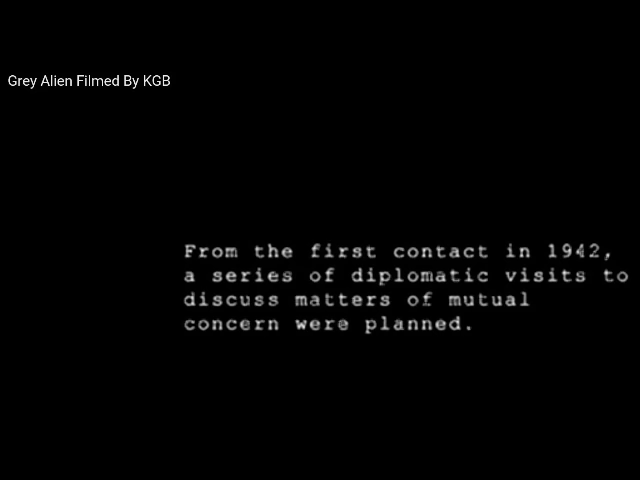 Grey Alien Filmed By KGB
From the first contact in 1942,
a series of diplomatic visits to
discuss matters of mutual
concern were planned.